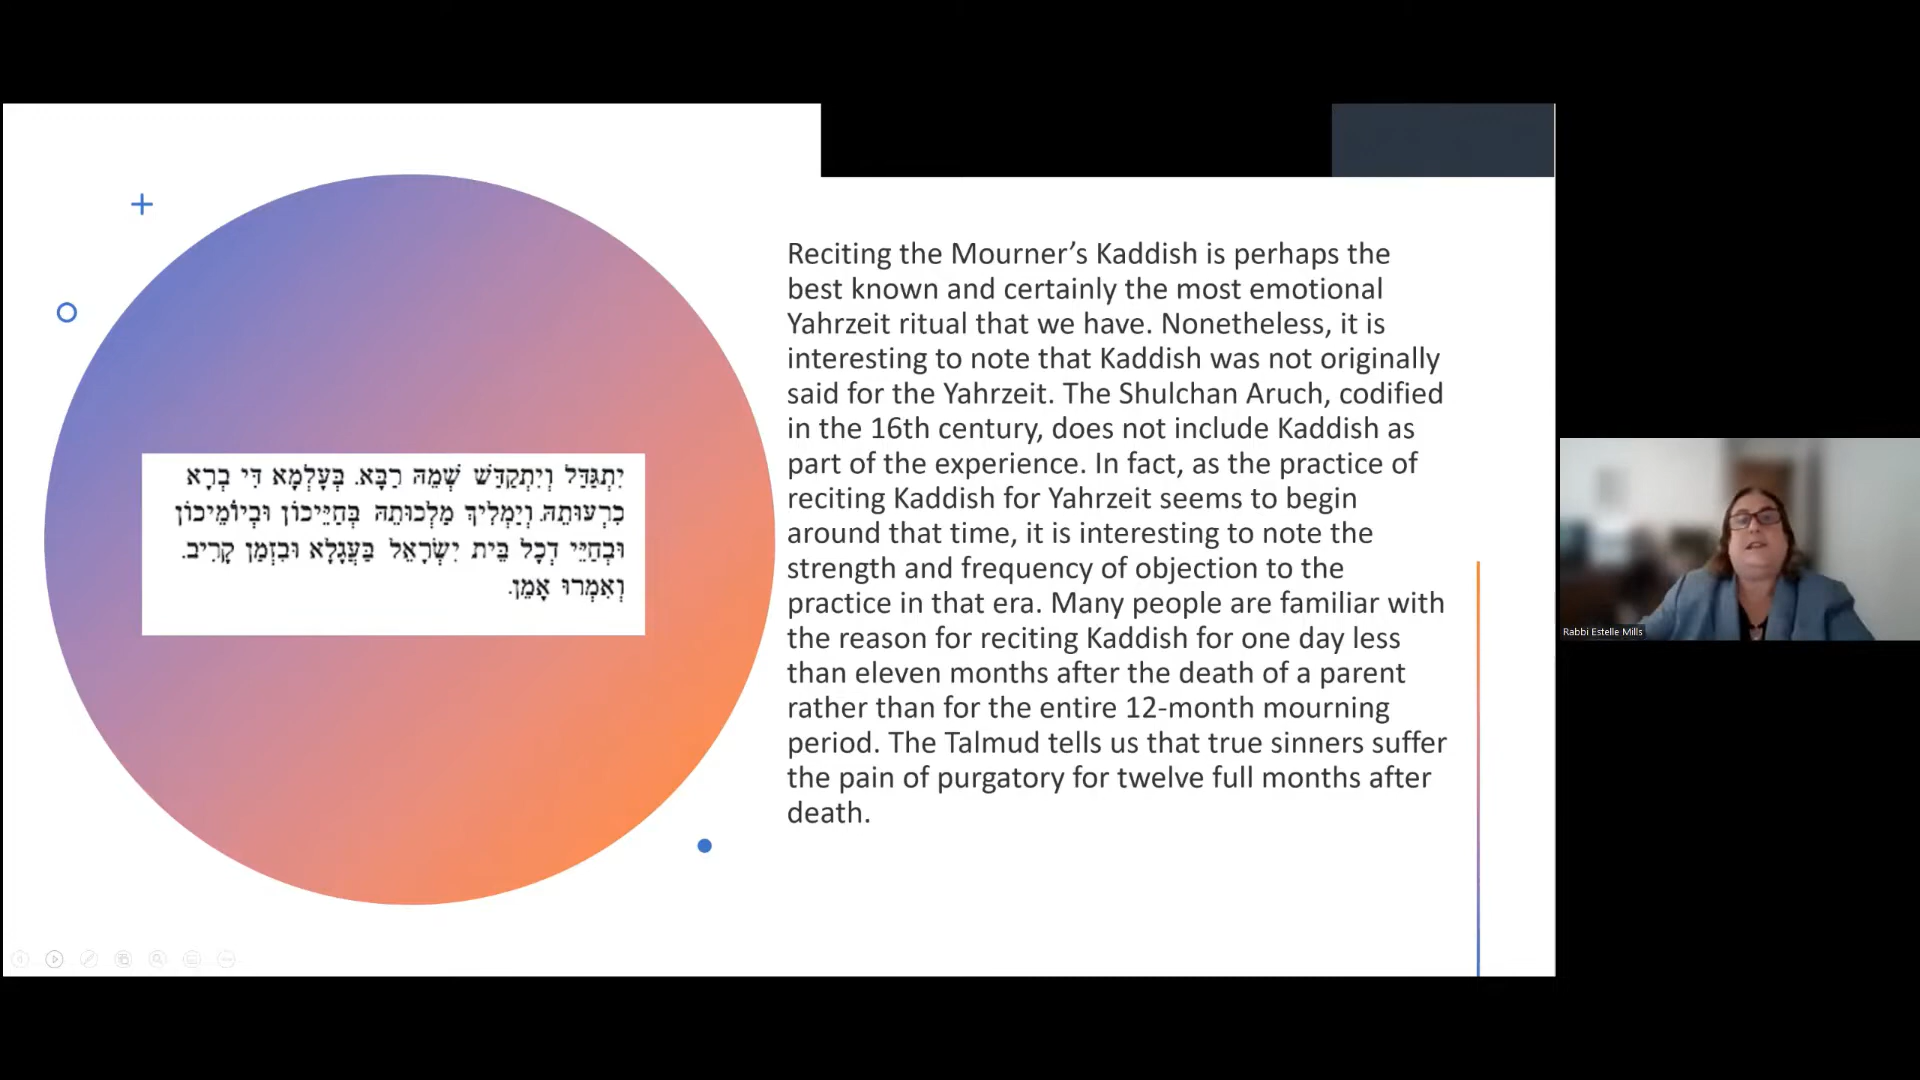 יִתְגַּדַּל וְיִתְקַדַּשׁ שְׁמֵהּ רַבָּא. בְּעָלְמָא דִּי בְרָא
כִרְעוּתֵהּ. וְיַמְלִיךְ מַלְכוּתֵהּ בְּחַיֵּיכוֹן וּבְיוֹמֵיכוֹן
וּבְחַיֵּי דְכָל בֵּית יִשְׂרָאֵל בַּעֲגָלָא וּבִזְמַן קָרִיב.
וְאִמְרוּ אָמֵן.
Reciting the Mourner’s Kaddish is perhaps the
best known and certainly the most emotional
Yahrzeit ritual that we have. Nonetheless, it is
interesting to note that Kaddish was not originally
said for the Yahrzeit. The Shulchan Aruch, codified
in the 16th century, does not include Kaddish as
part of the experience. In fact, as the practice of
reciting Kaddish for Yahrzeit seems to begin
around that time, it is interesting to note the
strength and frequency of objection to the
practice in that era. Many people are familiar with
the reason for reciting Kaddish for one day less
than eleven months after the death of a parent
rather than for the entire 12-month mourning
period. The Talmud tells us that true sinners suffer
the pain of purgatory for twelve full months after
death.
Rabbi Estelle Mills